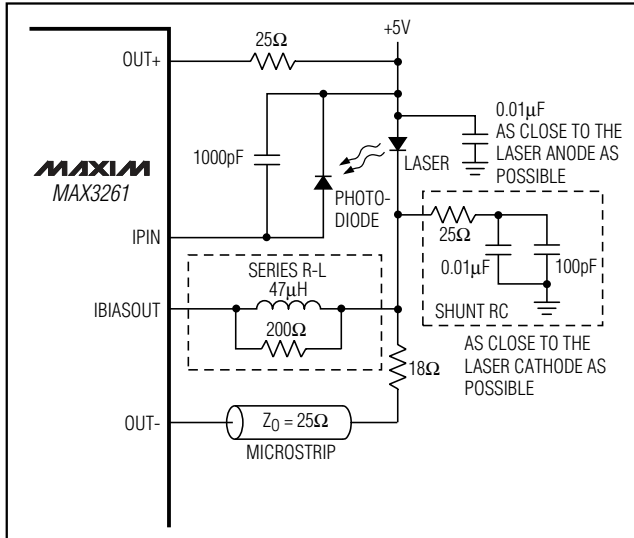 +5V
25Ω
OUT+
0.01µF
AS CLOSE TO THE
LASER ANODE AS
POSSIBLE
1000pF
LASER
MAXIM
MAX3261
PHOTO-
DIODE
IPIN
25Ω
0.01µF
100pF
SHUNT RC
SERIES R-L
47µH
IBIASOUT
200Ω
AS CLOSE TO THE
LASER CATHODE AS
POSSIBLE
18Ω
OUT-
Z0 = 25Ω
MICROSTRIP